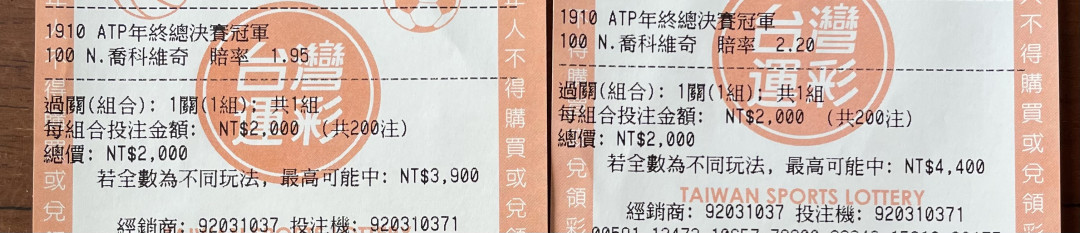 1910 ATP年終總決賽冠軍
100 N.喬科維奇 賠率 1.95
過關(組合): 1關(1組); 共1組
每組合投注金額: NT$2,000 (共200注)
總價: NT$2,000
若全數為不同玩法, 最高可能中: NT$3,900
經銷商: 92031037 投注機: 920310371
台灣運彩
人不得購買或兌
得
或兌
1910 ATP年終總決賽冠軍
100 N.喬科維奇 賠率 2.20
過關(組合): 1關(1組); 共1組
每組合投注金額: NT$2,000 (共200注)
總價: NT$2,000
若全數為不同玩法, 最高可能中: NT$4,400
TAIWAN SPORTS LOTTERY
經銷商: 92031037 投注機: 920310371
台灣運彩
人不得購買或兌領彩
兌領彩